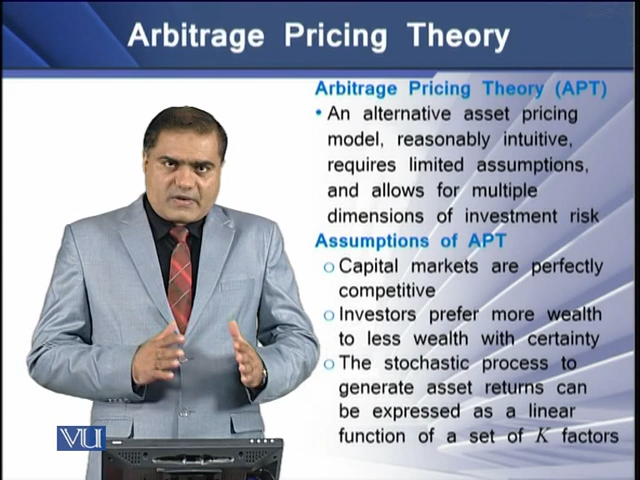 Arbitrage Pricing Theory
Arbitrage Pricing Theory (APT)
• An alternative asset pricing
model, reasonably intuitive,
requires limited assumptions,
and allows for multiple
dimensions of investment risk
Assumptions of APT
o Capital markets are perfectly
competitive
o Investors prefer more wealth
to less wealth with certainty
o The stochastic process to
generate asset returns can
be expressed as a linear
function of a set of K factors
VU